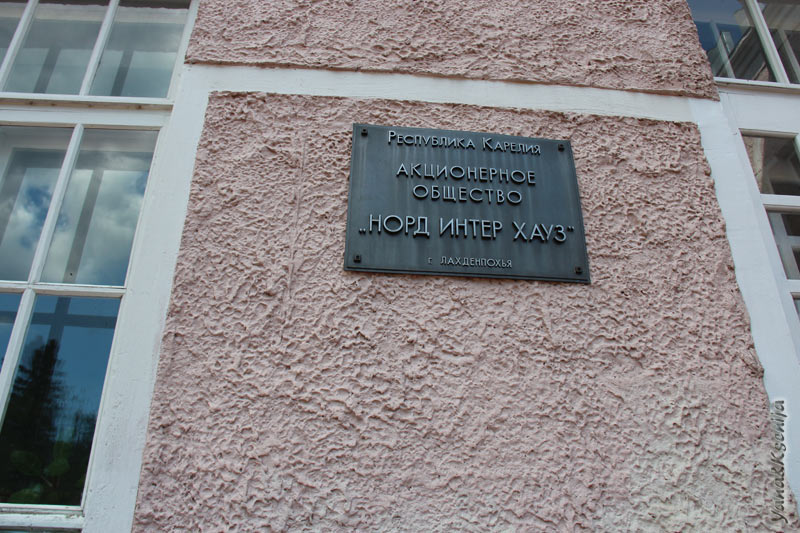 Республика Карелия
АКЦИОНЕРНОЕ
ОБЩЕСТВО
„НОРД ИНТЕР ХАУЗ"
г. ЛАХДЕНПОХЬЯ